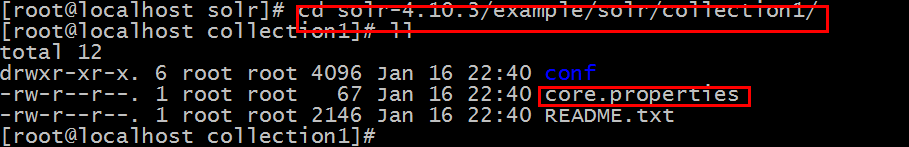 [root@localhost solr]# cd solr-4.10.3/example/solr/collection1/
[root@localhost collection1]# ll
total 12
drwxr-xr-x. 6 root root 4096 Jan 16 22:40 conf
-rw-r--r--. 1 root root   67 Jan 16 22:40 core.properties
-rw-r--r--. 1 root root 2146 Jan 16 22:40 README.txt
[root@localhost collection1]#